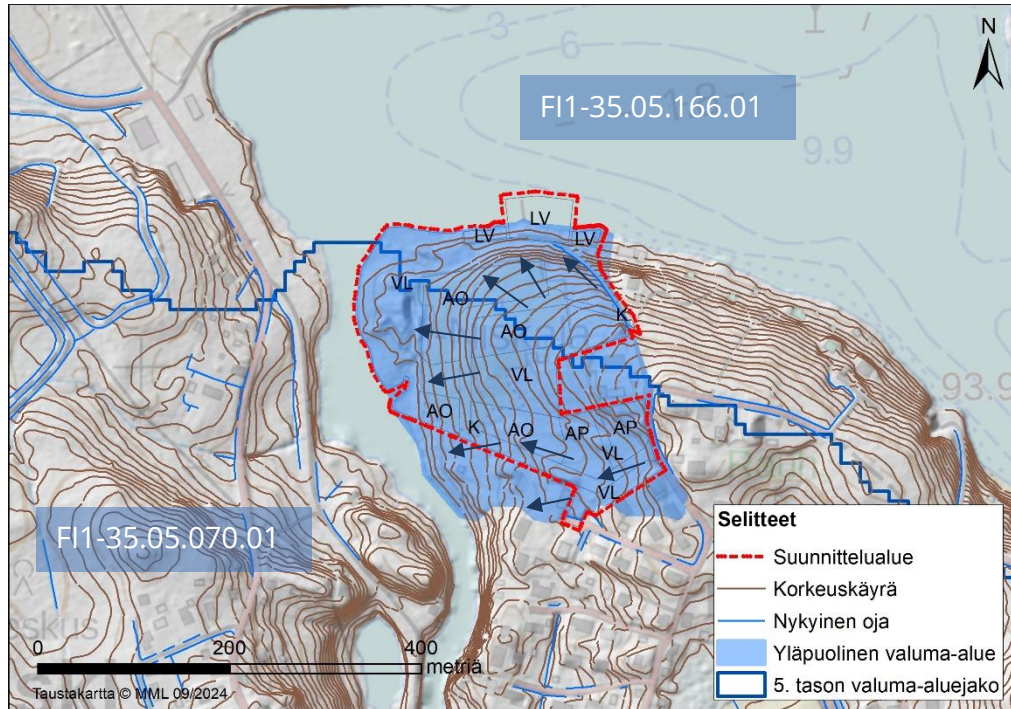 N
3
6
FI1-35.05.166.01
9.9
LV
LV
LV
VL
AO
K
AO
93.9
VL
AO
AP
AP
K
AO
VL
VL
FI1-35.05.070.01
Selitteet
Suunnittelualue
Korkeuskäyrä
Nykyinen oja
Yläpuolinen valuma-alue
5. tason valuma-aluejako
0
200
400
metriä
Taustakartta © MML 09/2024